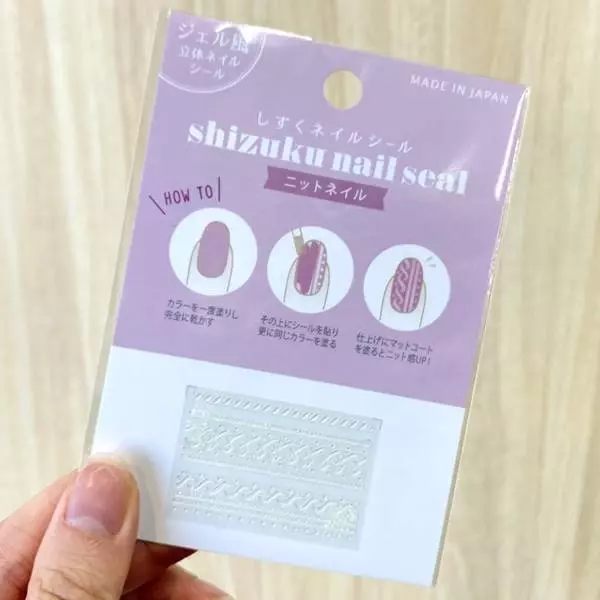 ジェル風
立体ネイル
シール
MADE IN JAPAN
しずくネイルシール
shizuku nail seal
ニットネイル
HOW TO
カラーを一度塗りし
完全に乾かす
その上にシールを貼り
更に同じカラーを塗る
仕上げにマットコート
を塗るとニット感UP!